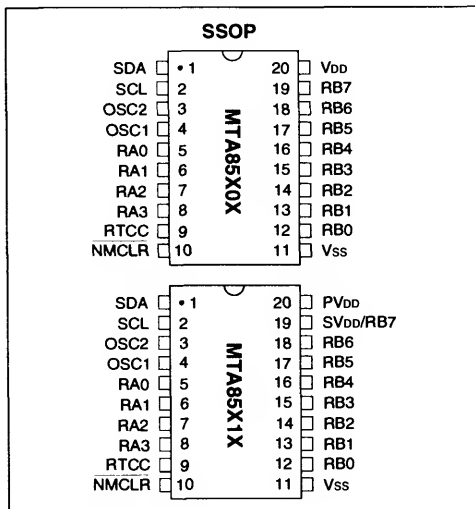 SSOP
SDA • 1 20 VDD
SCL 2 19 RB7
OSC2 3 18 RB6
OSC1 4 17 RB5
RA0 5 16 RB4
RA1 6 15 RB3
RA2 7 14 RB2
RA3 8 13 RB1
RTCC 9 12 RB0
NMCLR 10 11 VSS
MTA85X0X
SDA • 1 20 PVDD
SCL 2 19 SVDD/RB7
OSC2 3 18 RB6
OSC1 4 17 RB5
RA0 5 16 RB4
RA1 6 15 RB3
RA2 7 14 RB2
RA3 8 13 RB1
RTCC 9 12 RB0
NMCLR 10 11 VSS
MTA85X1X